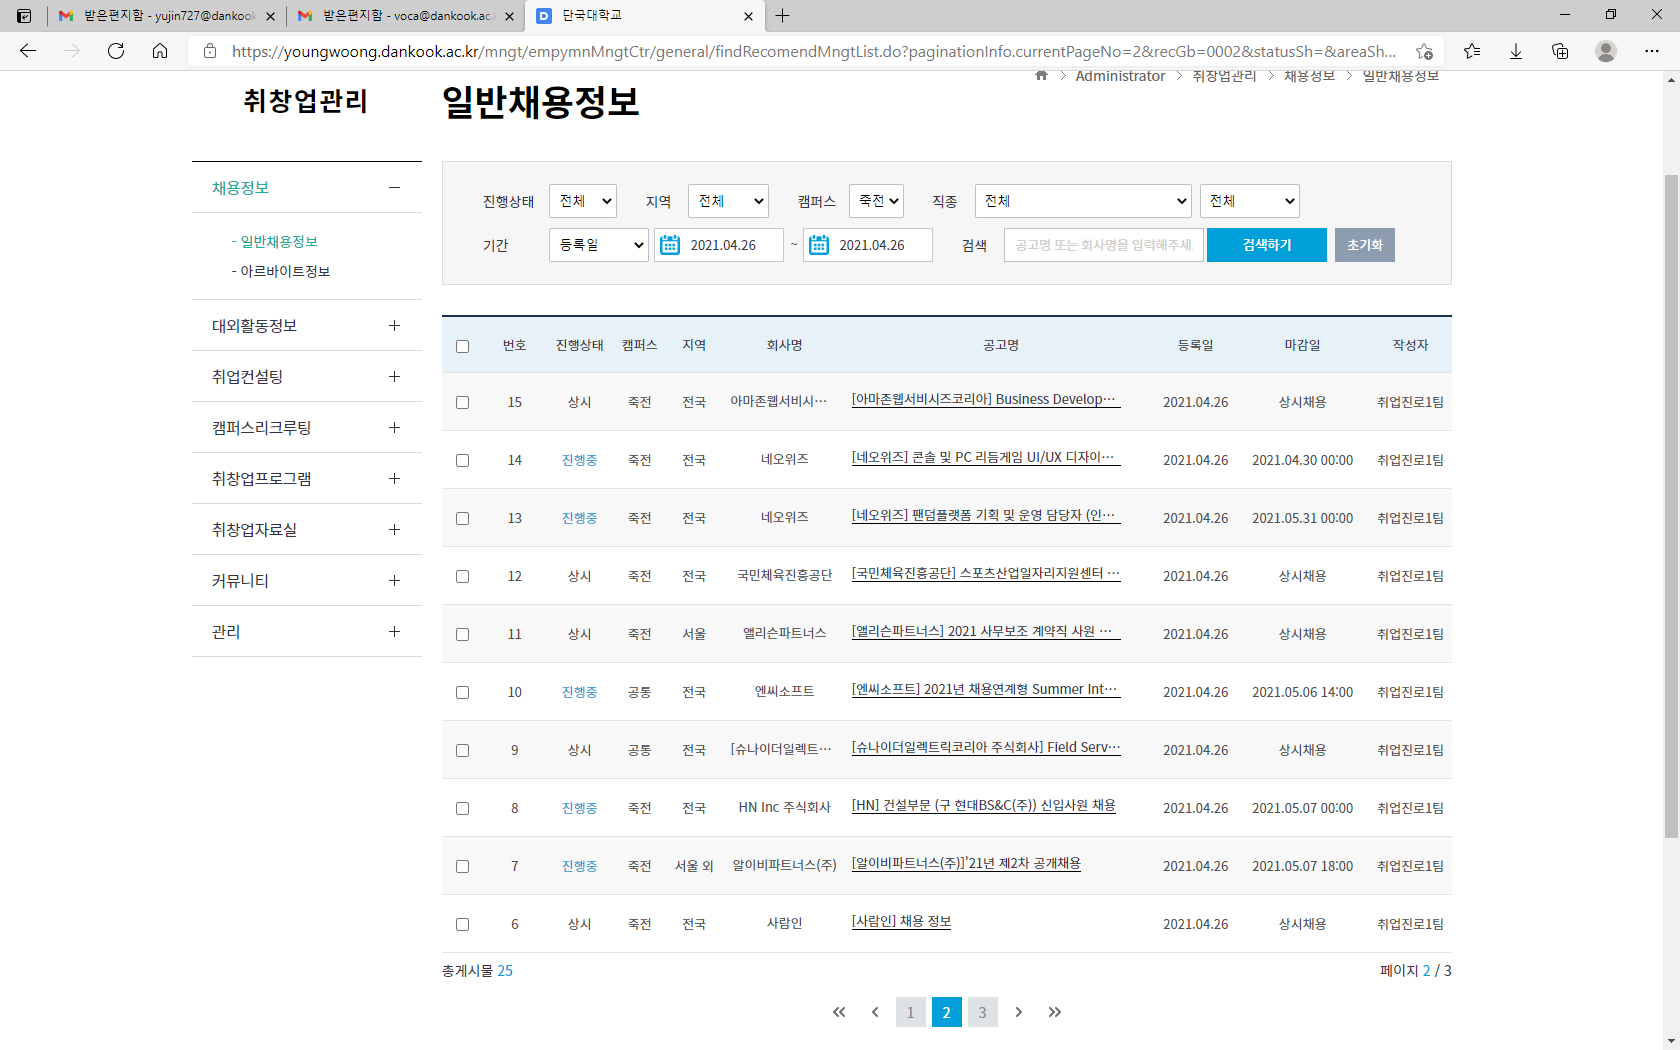 받은편지함 - yujin727@dankook
받은편지함 - voca@dankook.ac.
단국대학교
https://youngwoong.dankook.ac.kr/mngt/empymnMngtCtr/general/findRecomendMngtList.do?paginationInfo.currentPageNo=2&recGb=0002&statusSh=&areaSh...
Administrator > 취창업관리 > 채용정보 > 일반채용정보
취창업관리
일반채용정보
채용정보
- 일반채용정보
- 아르바이트정보
대외활동정보
취업컨설팅
캠퍼스리크루팅
취창업프로그램
취창업자료실
커뮤니티
관리
진행상태 전체 지역 전체 캠퍼스 죽전 직종 전체 전체
기간 등록일 2021.04.26 ~ 2021.04.26 검색 공고명 또는 회사명을 입력해주세. 검색하기 초기화
번호 진행상태 캠퍼스 지역 회사명 공고명 등록일 마감일 작성자
15 상시 죽전 전국 아마존웹서비시… [아마존웹서비시즈코리아] Business Develop… 2021.04.26 상시채용 취업진로1팀
14 진행중 죽전 전국 네오위즈 [네오위즈] 콘솔 및 PC 리듬게임 UI/UX 디자이… 2021.04.26 2021.04.30 00:00 취업진로1팀
13 진행중 죽전 전국 네오위즈 [네오위즈] 팬덤플랫폼 기획 및 운영 담당자 (인… 2021.04.26 2021.05.31 00:00 취업진로1팀
12 상시 죽전 전국 국민체육진흥공단 [국민체육진흥공단] 스포츠산업일자리지원센터 … 2021.04.26 상시채용 취업진로1팀
11 상시 죽전 서울 앨리슨파트너스 [앨리슨파트너스] 2021 사무보조 계약직 사원 … 2021.04.26 상시채용 취업진로1팀
10 진행중 공통 전국 엔씨소프트 [엔씨소프트] 2021년 채용연계형 Summer Int… 2021.04.26 2021.05.06 14:00 취업진로1팀
9 상시 공통 전국 [슈나이더일렉트… [슈나이더일렉트릭코리아 주식회사] Field Serv… 2021.04.26 상시채용 취업진로1팀
8 진행중 죽전 전국 HN Inc 주식회사 [HN] 건설부문 (구 현대BS&C(주)) 신입사원 채용 2021.04.26 2021.05.07 00:00 취업진로1팀
7 진행중 죽전 서울 외 알이비파트너스(주) [알이비파트너스(주)]'21년 제2차 공개채용 2021.04.26 2021.05.07 18:00 취업진로1팀
6 상시 죽전 전국 사람인 [사람인] 채용 정보 2021.04.26 상시채용 취업진로1팀
총게시물 25
페이지 2 / 3
1 2 3